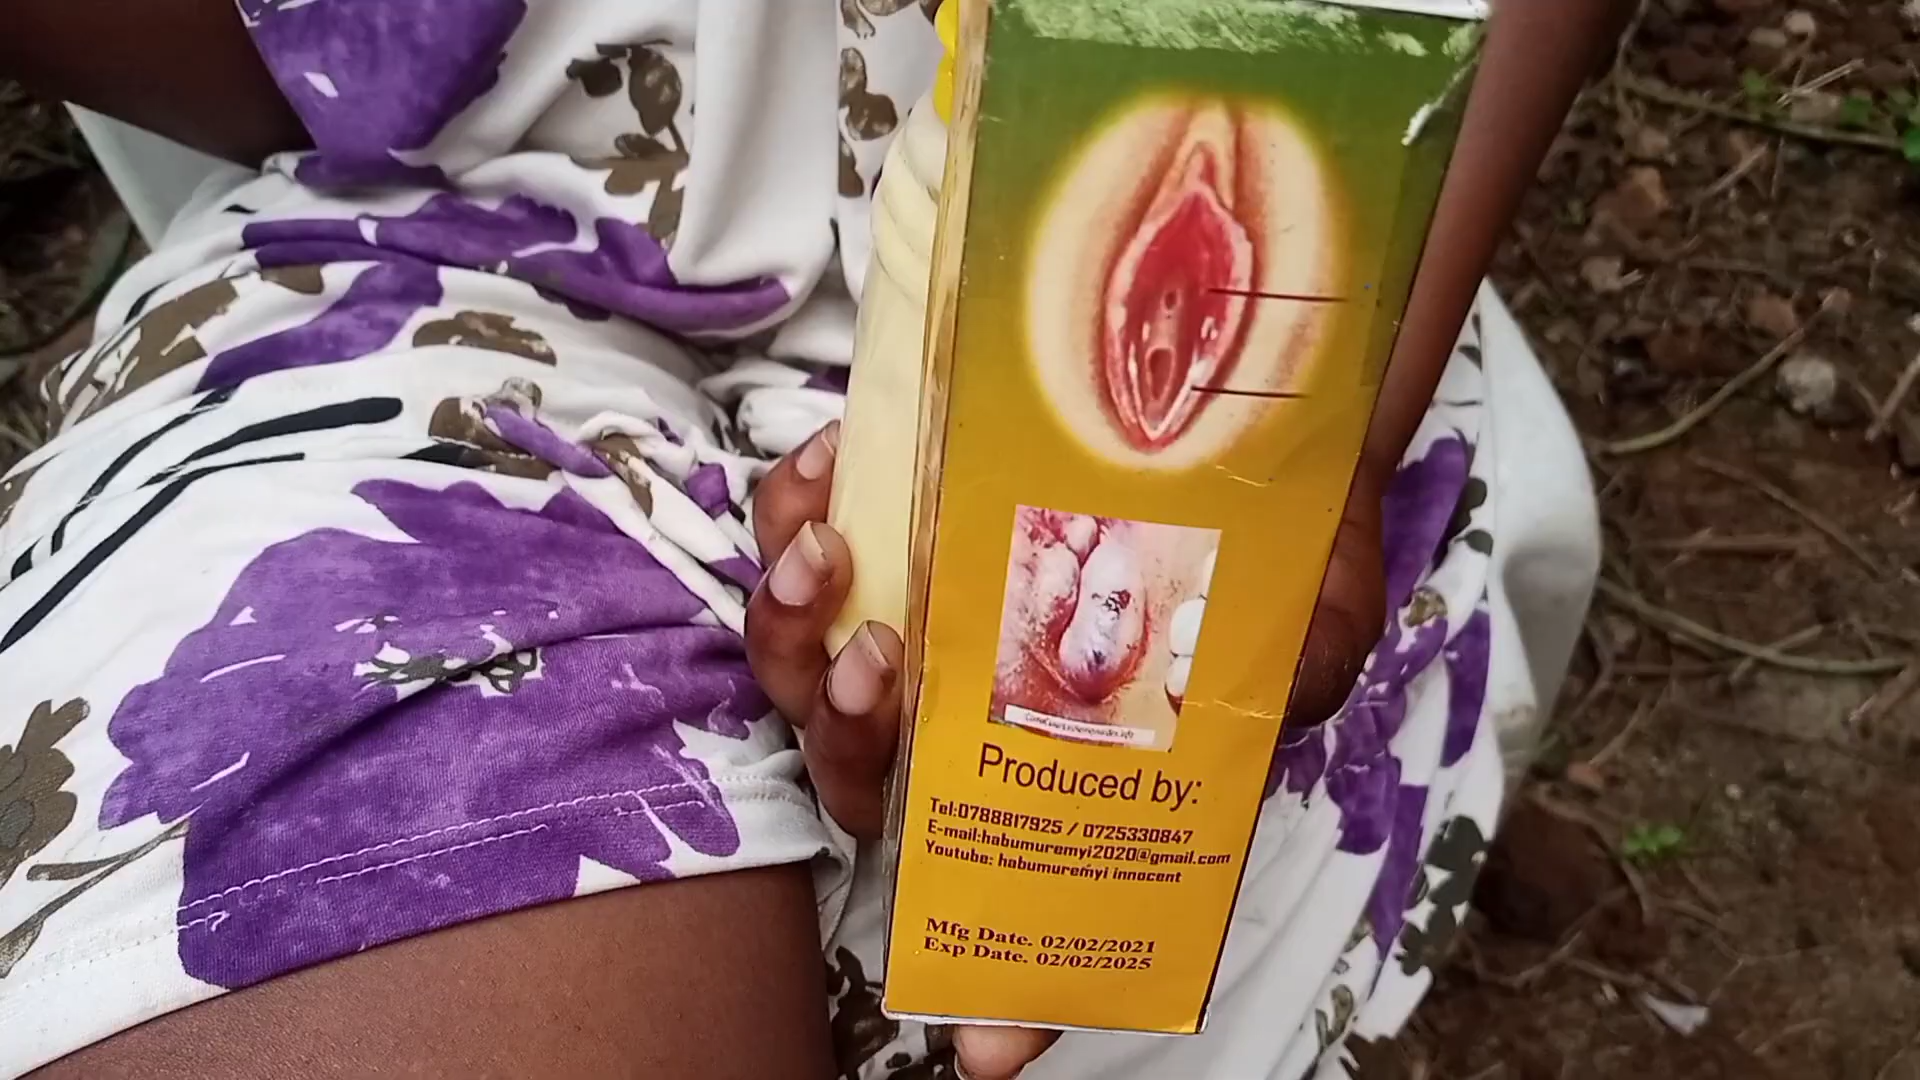 Produced by:
Tel:0788817925 / 0725330847
E-mail:habumuremyi2020@gmail.com
Youtube: habumuremyi innocent
Mfg Date. 02/02/2021
Exp Date. 02/02/2025